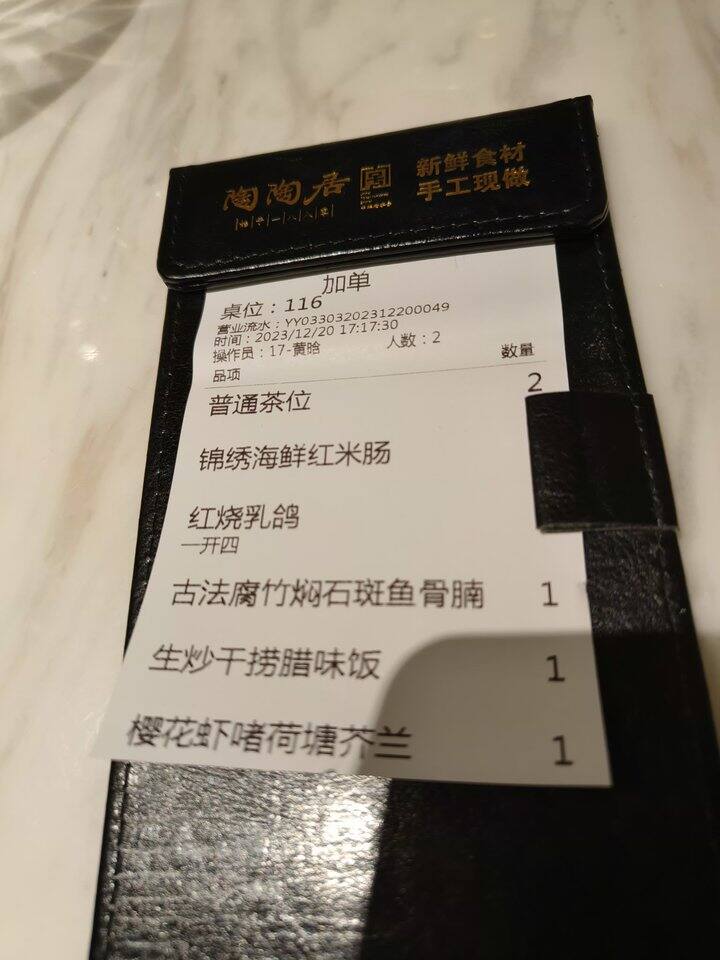 陶陶居
新鲜食材
手工现做
加单
桌位：116
营业流水：YY03303202312200049
时间：2023/12/20 17:17:30
操作员：17-黄晗 人数：2
品项 数量
普通茶位 2
锦绣海鲜红米肠
红烧乳鸽
一开四
古法腐竹焖石斑鱼骨腩 1
生炒干捞腊味饭 1
樱花虾啫荷塘芥兰 1